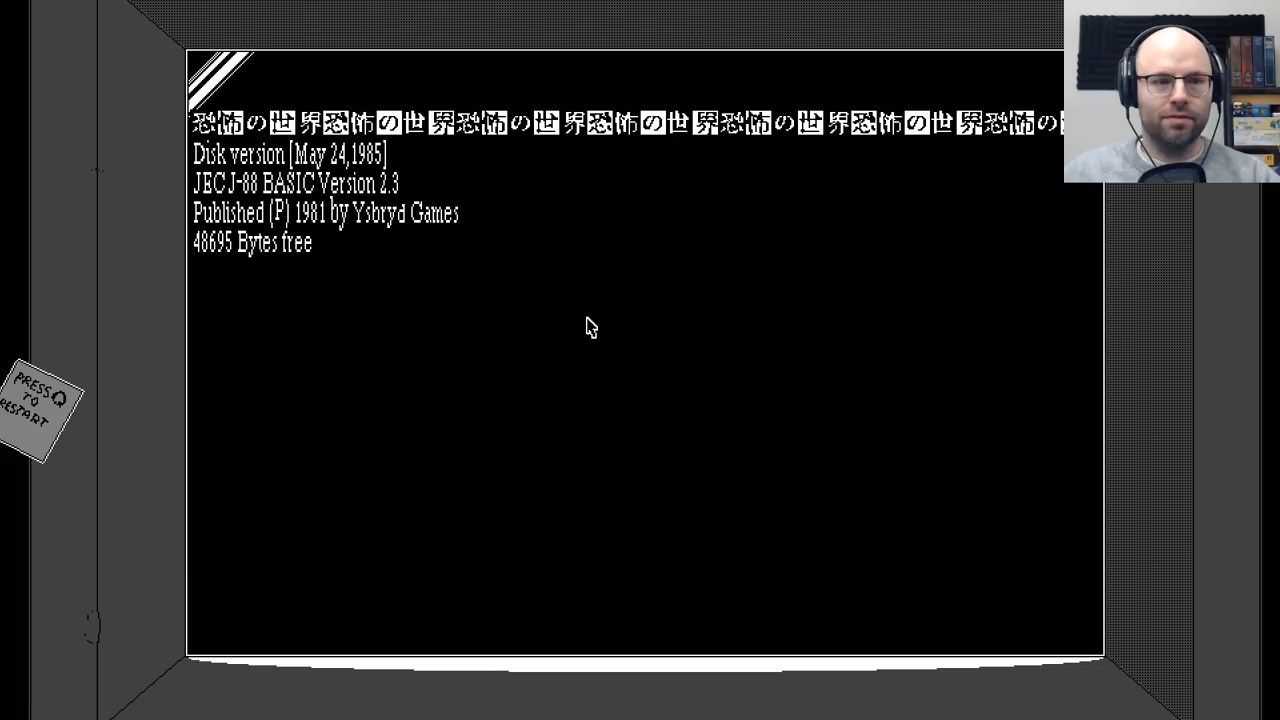 恐怖の世界恐怖の世界恐怖の世界恐怖の世界恐怖の世界恐怖の世界恐怖の
Disk version [May 24,1985]
JEC J-88 BASIC Version 2.3
Published (P) 1981 by Ysbryd Games
48695 Bytes free
PRESS Q
TO
RESTART